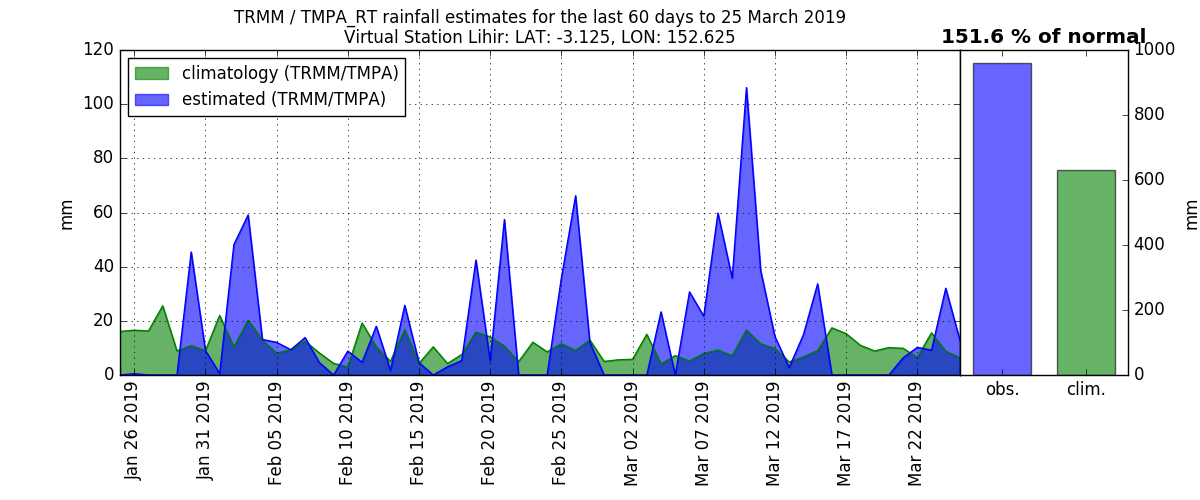 TRMM / TMPA_RT rainfall estimates for the last 60 days to 25 March 2019
Virtual Station Lihir: LAT: -3.125, LON: 152.625
151.6 % of normal
climatology (TRMM/TMPA)
estimated (TRMM/TMPA)
mm
120
100
80
60
40
20
0
Jan 26 2019
Jan 31 2019
Feb 05 2019
Feb 10 2019
Feb 15 2019
Feb 20 2019
Feb 25 2019
Mar 02 2019
Mar 07 2019
Mar 12 2019
Mar 17 2019
Mar 22 2019
obs.
clim.
1000
800
600
400
200
0
mm